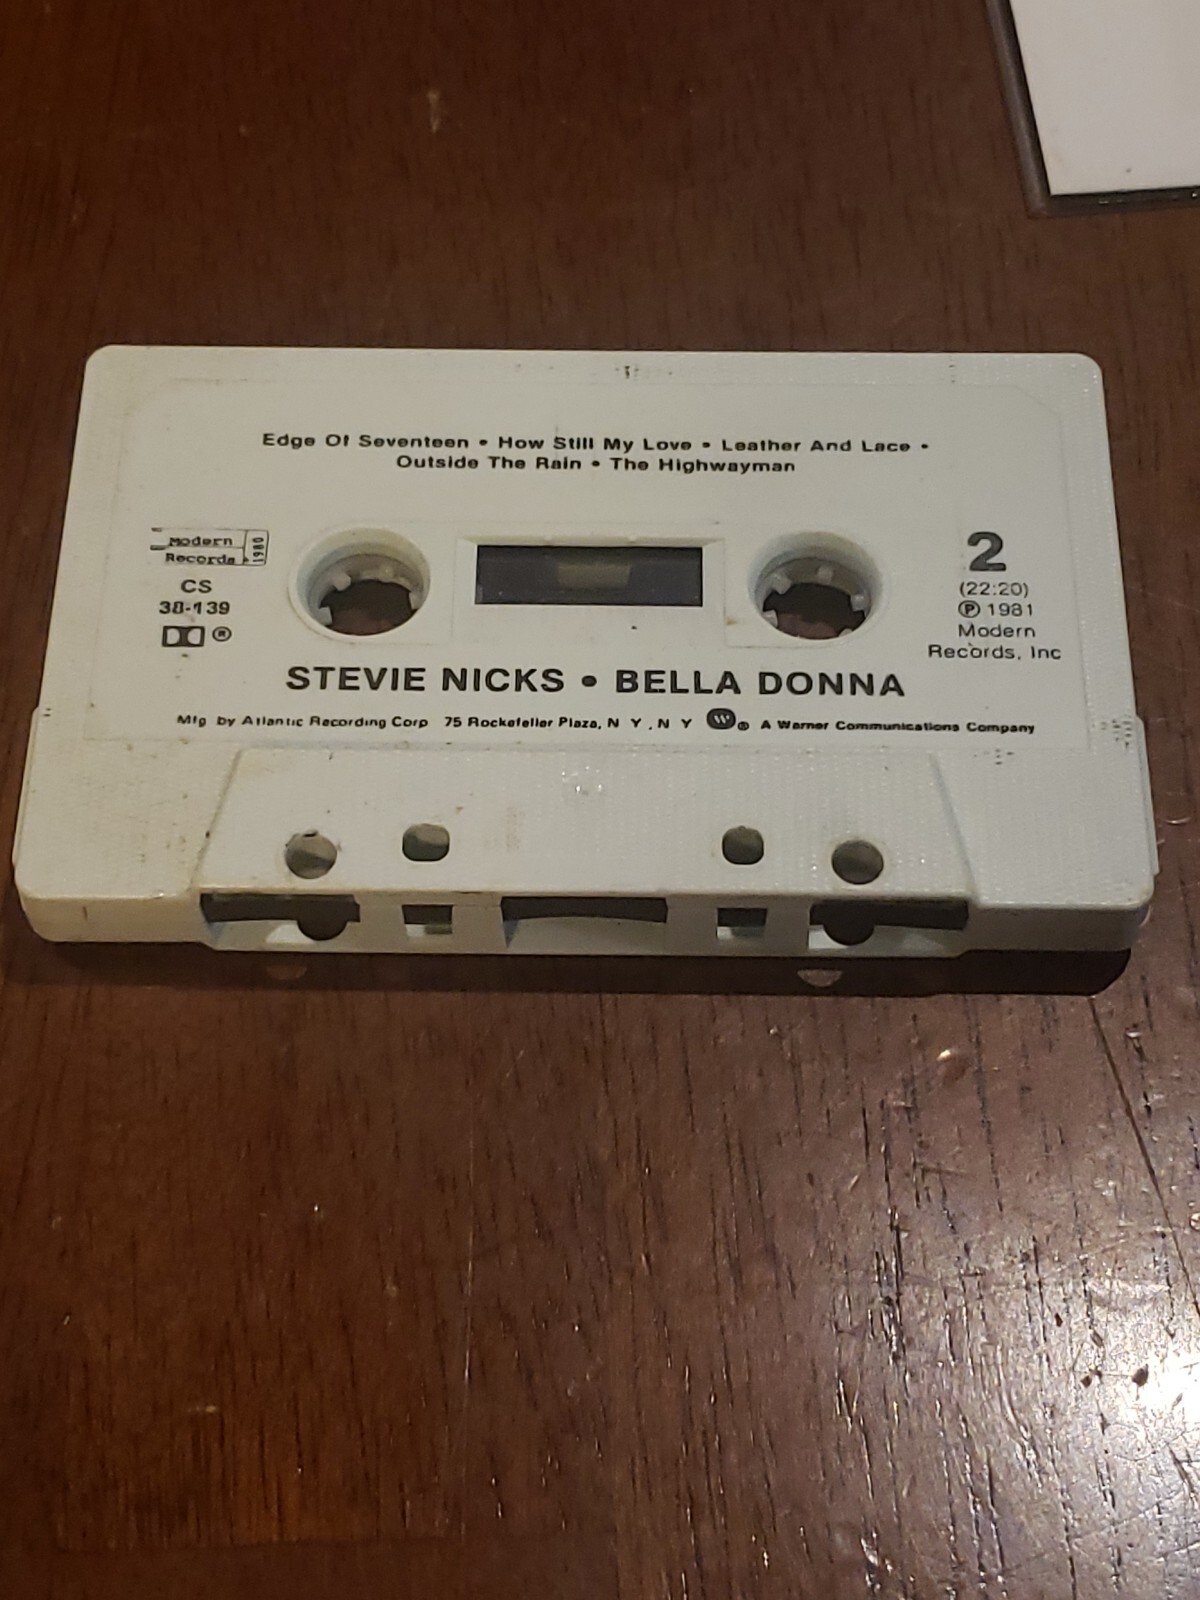 Edge Of Seventeen • How Still My Love • Leather And Lace •
Outside The Rain • The Highwayman
Modern
Records
1980
CS
38-139
®
2
(22:20)
℗ 1981
Modern
Records, Inc
STEVIE NICKS • BELLA DONNA
Mfg by Atlantic Recording Corp 75 Rockefeller Plaza, N Y , N Y W® A Warner Communications Company